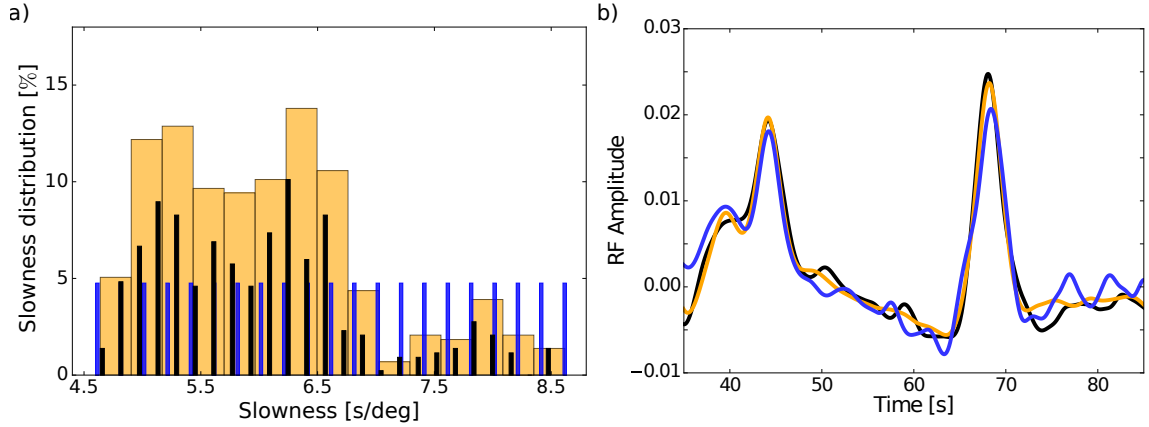 a)
Slowness distribution [%]
15
10
5
0
4.5 5.5 6.5 7.5 8.5
Slowness [s/deg]
b)
RF Amplitude
0.03
0.02
0.01
0.00
−0.01
40 50 60 70 80
Time [s]